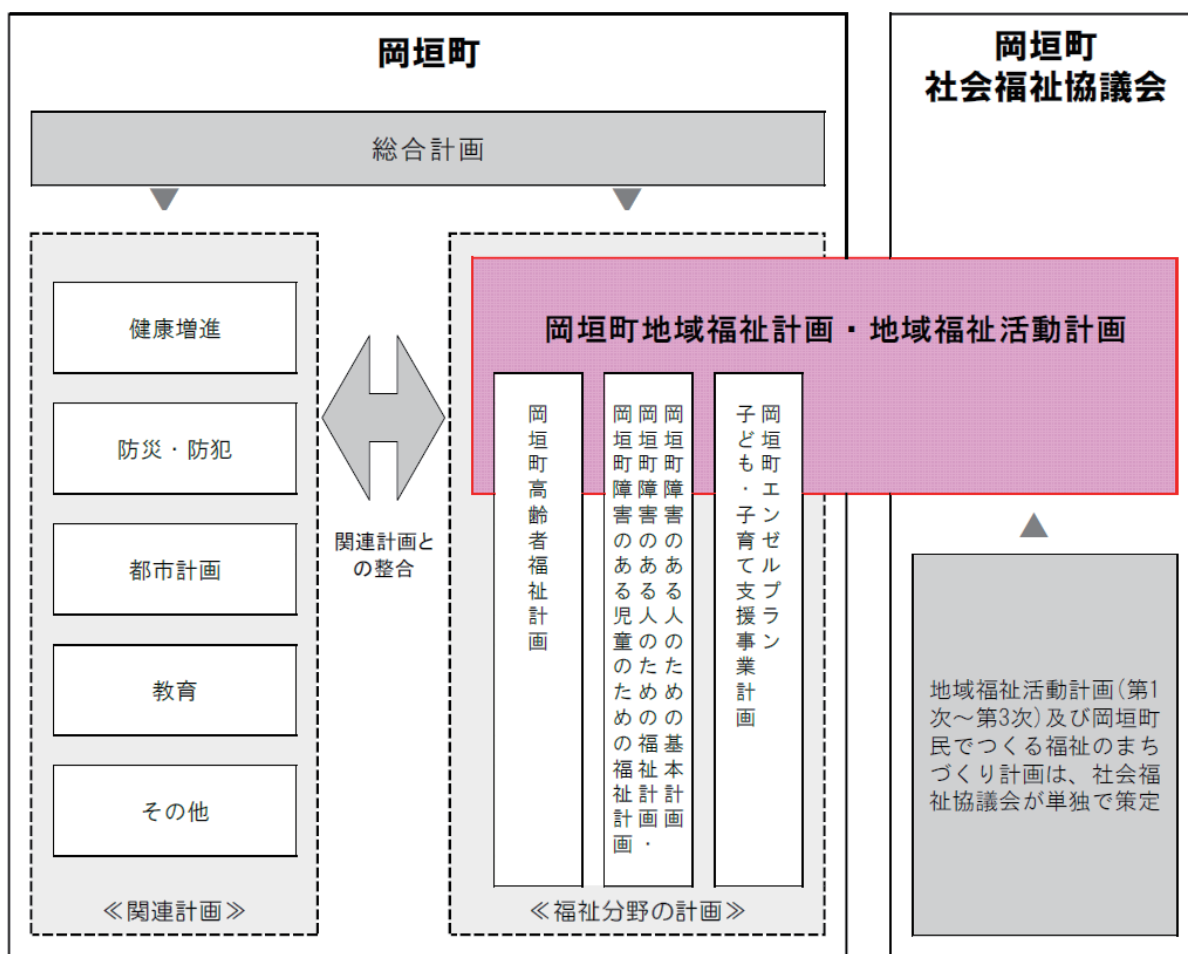 岡垣町
総合計画
健康増進
防災・防犯
都市計画
教育
その他
≪関連計画≫
関連計画と
の整合
岡垣町地域福祉計画・地域福祉活動計画
岡垣町高齢者福祉計画
岡垣町障害のある人のための基本計画・
岡垣町障害のある人のための福祉計画・
岡垣町障害のある児童のための福祉計画
岡垣町エンゼルプラン
子ども・子育て支援事業計画
≪福祉分野の計画≫
岡垣町
社会福祉協議会
地域福祉活動計画(第1
次～第3次)及び岡垣町
民でつくる福祉のまち
づくり計画は、社会福
祉協議会が単独で策定